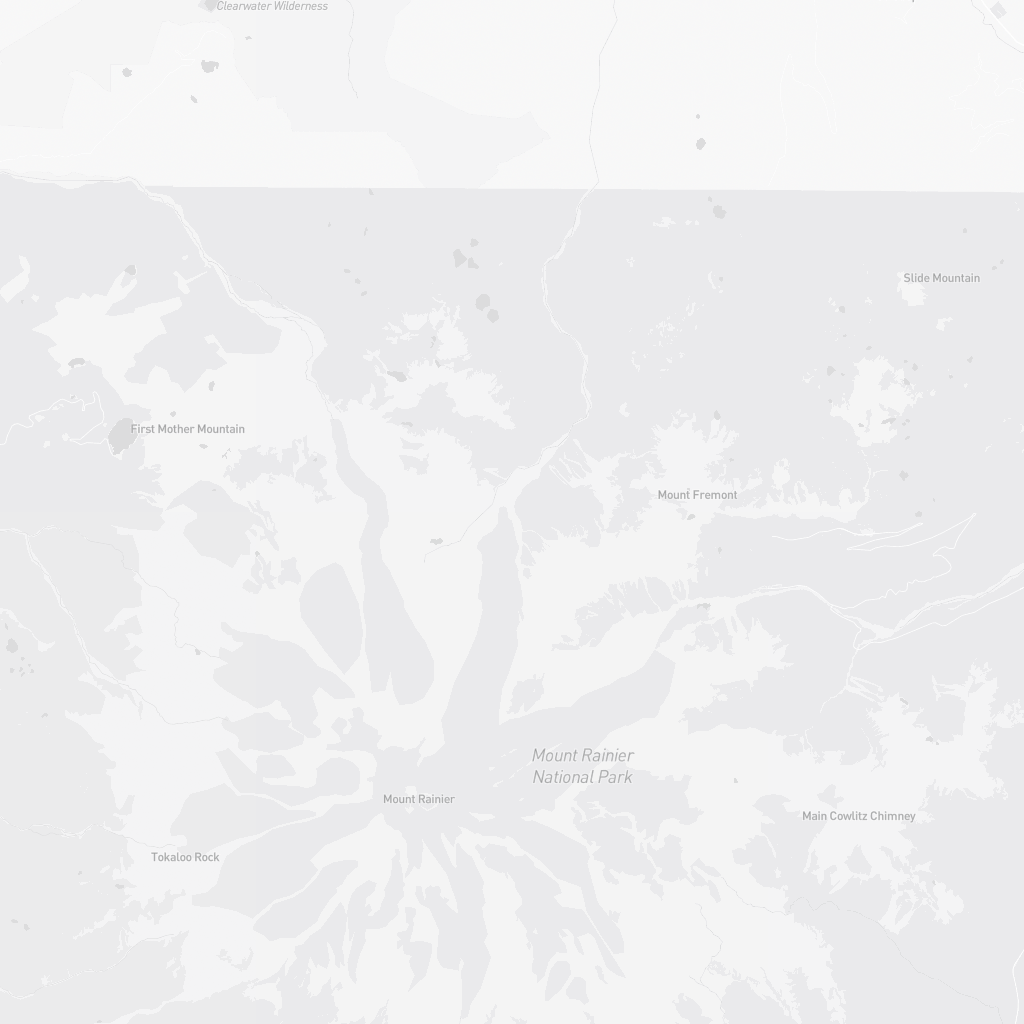 Clearwater Wilderness
Slide Mountain
First Mother Mountain
Mount Fremont
Mount Rainier
National Park
Mount Rainier
Main Cowlitz Chimney
Tokaloo Rock